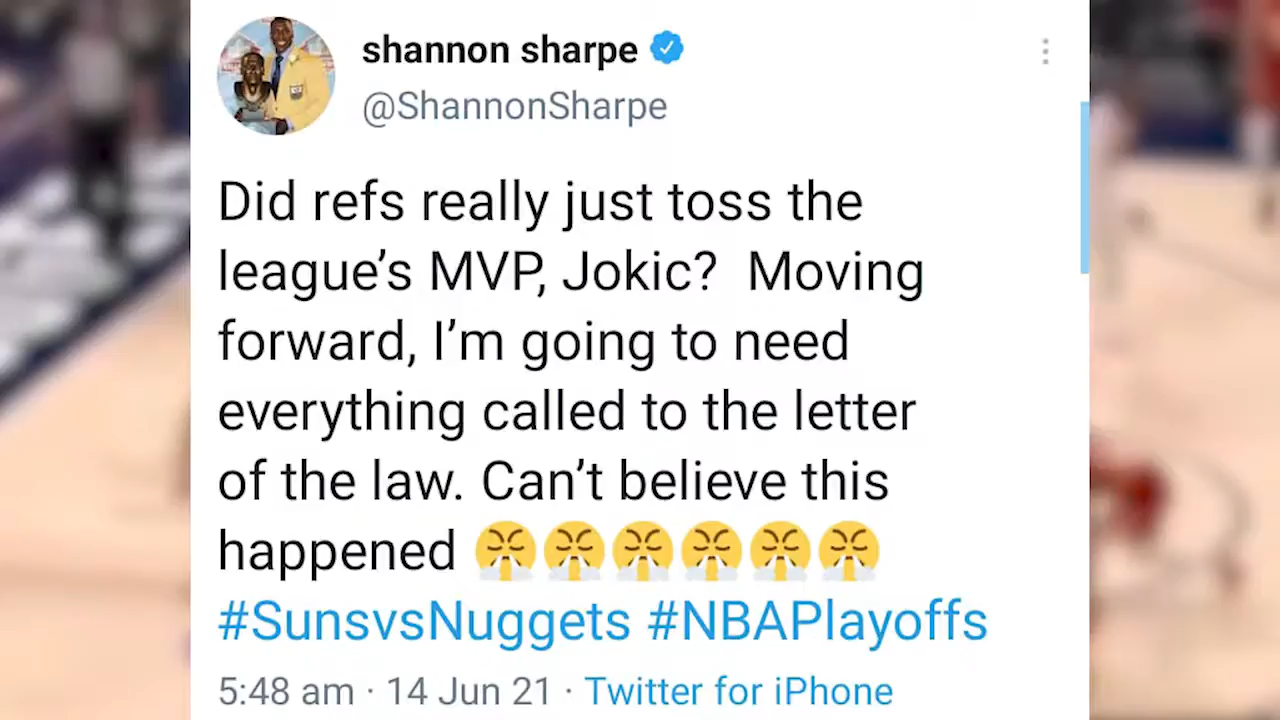 shannon sharpe
@ShannonSharpe
Did refs really just toss the
league’s MVP, Jokic?  Moving
forward, I’m going to need
everything called to the letter
of the law. Can’t believe this
happened 😤😤😤😤😤😤
#SunsvsNuggets #NBAPlayoffs
5:48 am · 14 Jun 21 · Twitter for iPhone